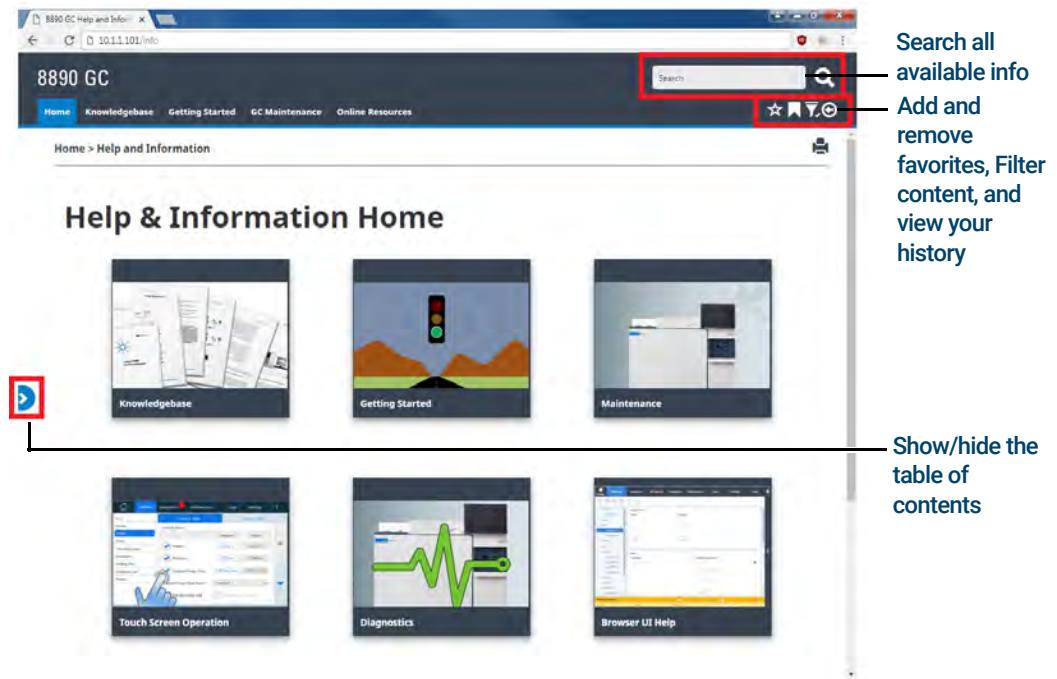 8890 GC Help and Infor
10.1.1.101/info
8890 GC
Search
Home Knowledgebase Getting Started GC Maintenance Online Resources
Home > Help and Information
Help & Information Home
Knowledgebase
Getting Started
Maintenance
Touch Screen Operation
Diagnostics
Browser UI Help
Search all
available info
Add and
remove
favorites, Filter
content, and
view your
history
Show/hide the
table of
contents